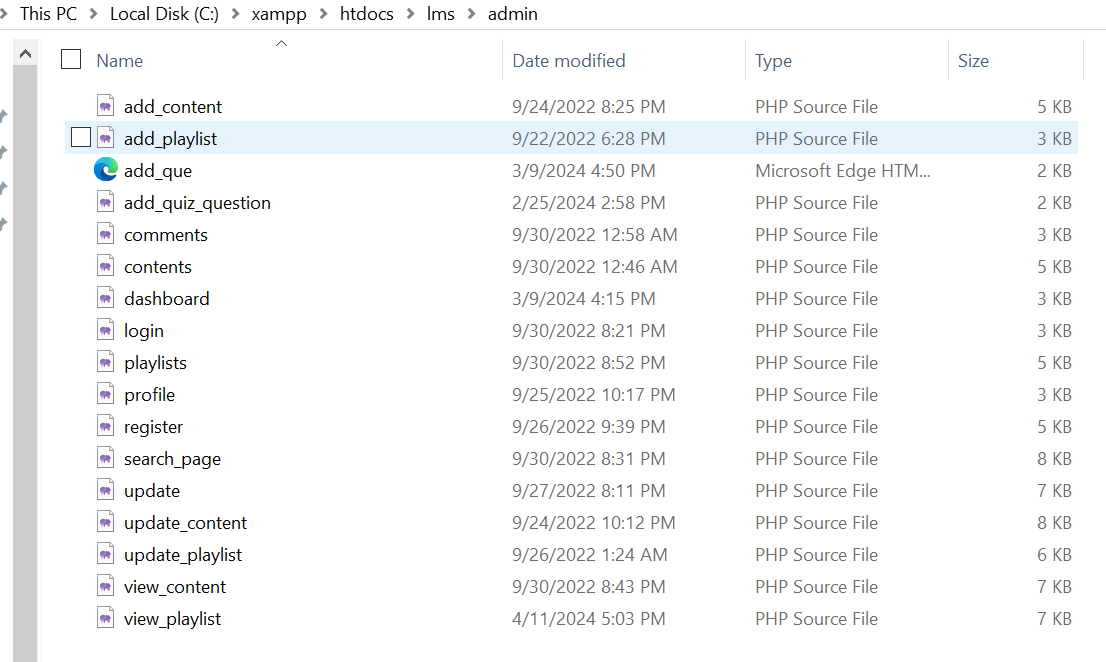 This PC > Local Disk (C:) > xampp > htdocs > lms > admin
Name Date modified Type Size
add_content 9/24/2022 8:25 PM PHP Source File 5 KB
add_playlist 9/22/2022 6:28 PM PHP Source File 3 KB
add_que 3/9/2024 4:50 PM Microsoft Edge HTM... 2 KB
add_quiz_question 2/25/2024 2:58 PM PHP Source File 2 KB
comments 9/30/2022 12:58 AM PHP Source File 3 KB
contents 9/30/2022 12:46 AM PHP Source File 5 KB
dashboard 3/9/2024 4:15 PM PHP Source File 3 KB
login 9/30/2022 8:21 PM PHP Source File 3 KB
playlists 9/30/2022 8:52 PM PHP Source File 5 KB
profile 9/25/2022 10:17 PM PHP Source File 3 KB
register 9/26/2022 9:39 PM PHP Source File 5 KB
search_page 9/30/2022 8:31 PM PHP Source File 8 KB
update 9/27/2022 8:11 PM PHP Source File 7 KB
update_content 9/24/2022 10:12 PM PHP Source File 8 KB
update_playlist 9/26/2022 1:24 AM PHP Source File 6 KB
view_content 9/30/2022 8:43 PM PHP Source File 7 KB
view_playlist 4/11/2024 5:03 PM PHP Source File 7 KB